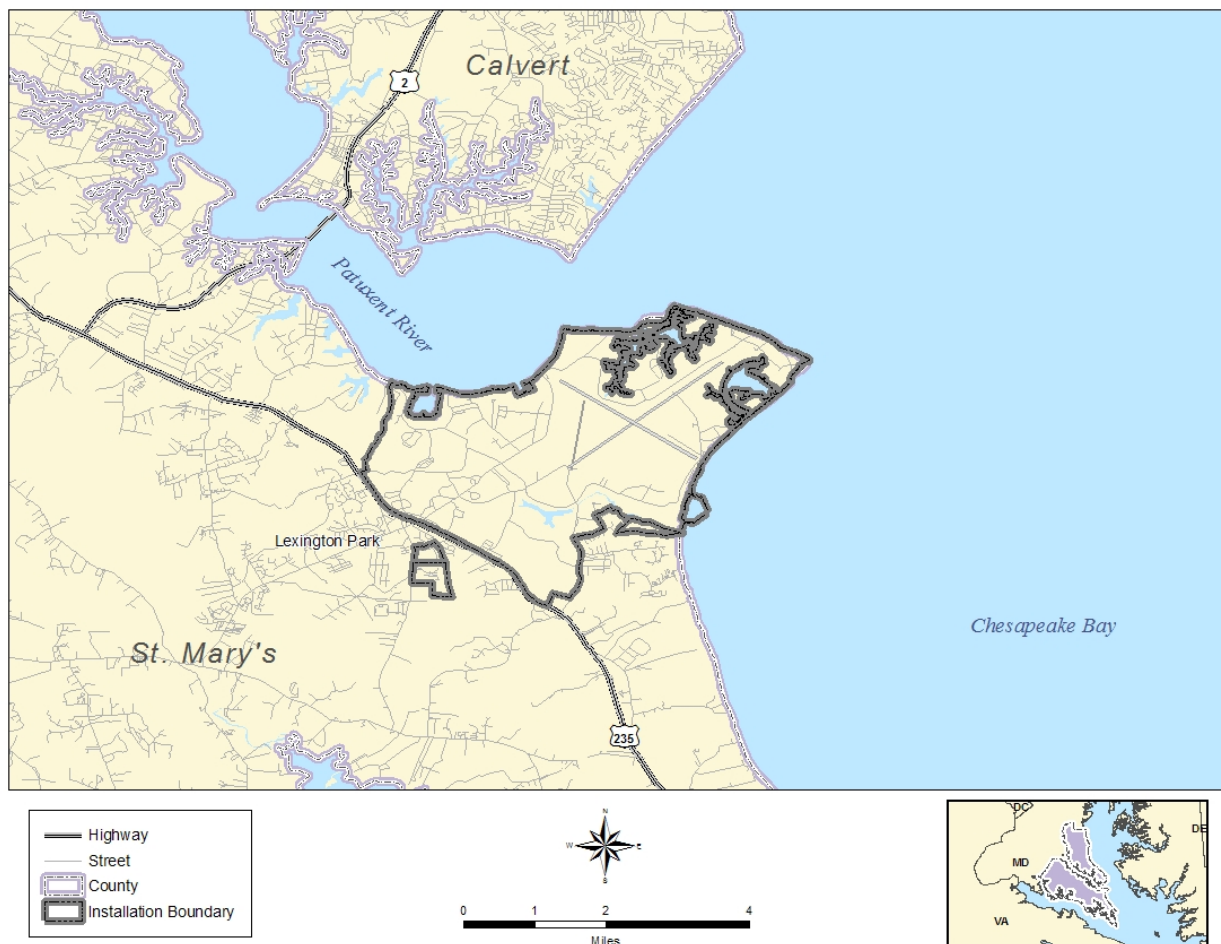 Calvert
2
Patuxent River
Lexington Park
Chesapeake Bay
St. Mary's
235
Highway
Street
County
Installation Boundary
N
W E
S
0 1 2 4
Miles
DC
DE
MD
VA